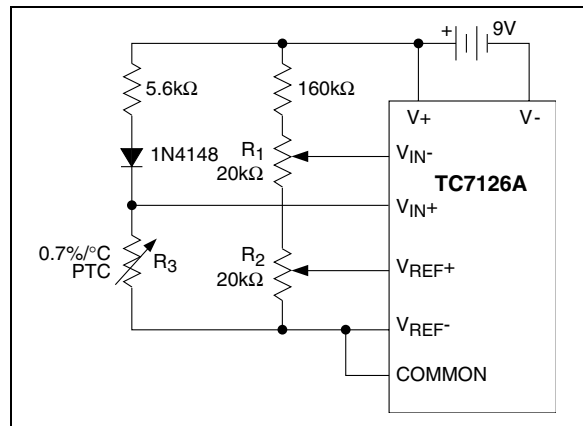 +
9V
5.6kΩ
160kΩ
V+
V-
1N4148
R1
20kΩ
VIN-
TC7126A
VIN+
0.7%/°C
PTC
R3
R2
20kΩ
VREF+
VREF-
COMMON